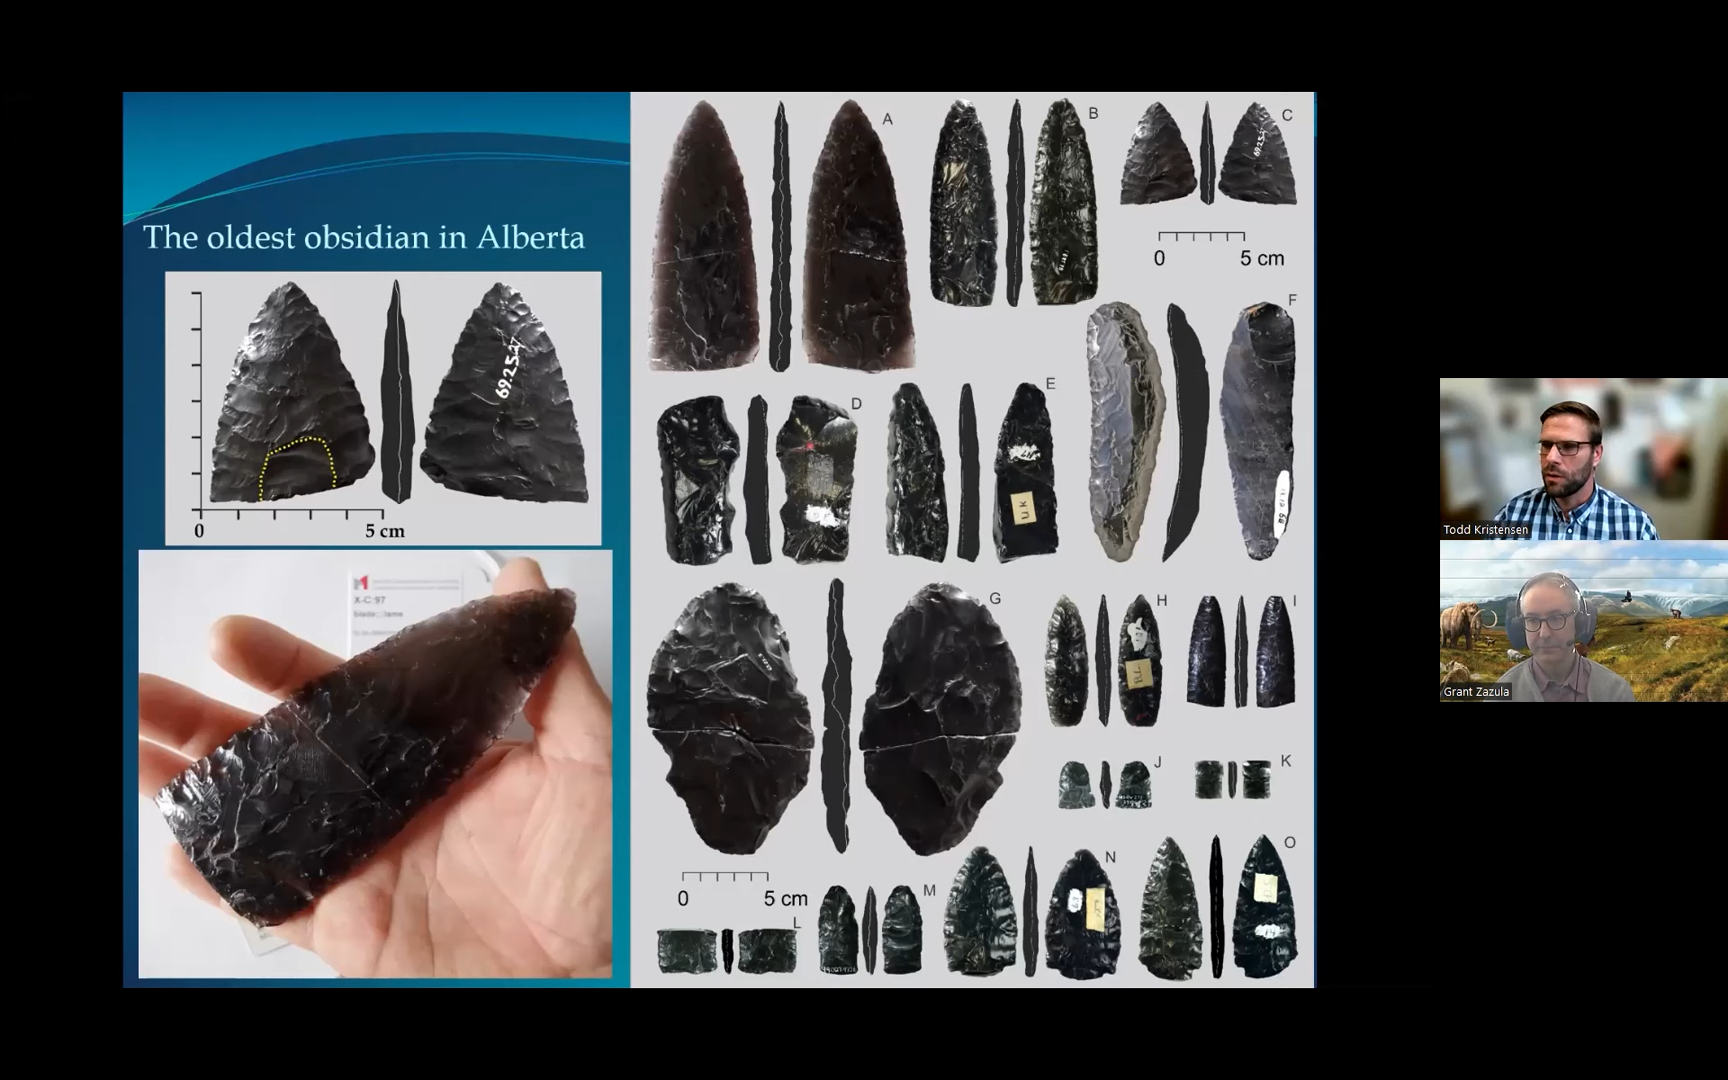 The oldest obsidian in Alberta
69.25.27
0 5 cm
X-C:97
A
B
C
0 5 cm
D
E
U.K
F
G
H
I
J
K
0 5 cm
L
M
N
O
Todd Kristensen
Grant Zazula